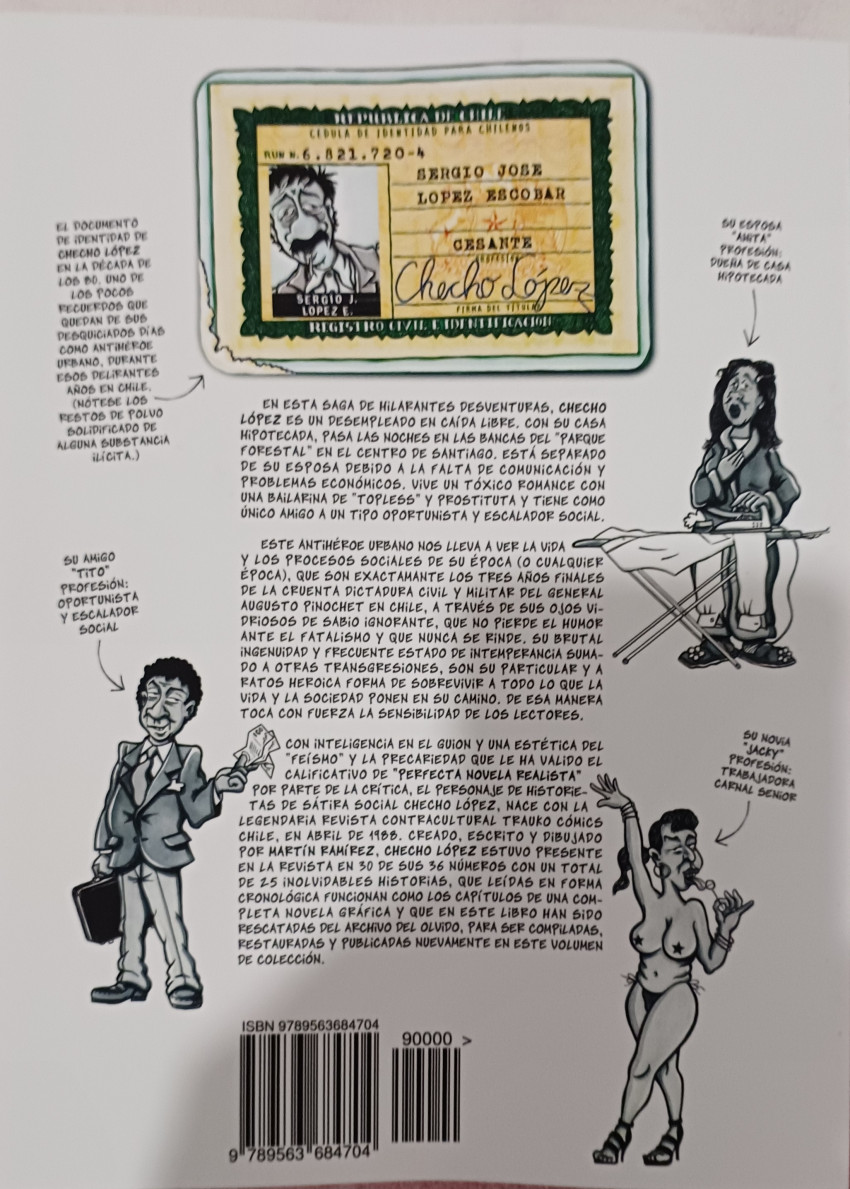 REPÚBLICA DE CHILE
CEDULA DE IDENTIDAD PARA CHILENOS
RUN N. 6.821.720-4
SERGIO JOSE
LOPEZ ESCOBAR
CESANTE
PROFESION
Checho López
FIRMA DEL TITULAR
SERGIO J.
LOPEZ E.
REGISTRO CIVIL E IDENTIFICACION
EL DOCUMENTO
DE IDENTIDAD DE
CHECHO LÓPEZ
EN LA DÉCADA DE
LOS 80. UNO DE
LOS POCOS
RECUERDOS QUE
QUEDAN DE SUS
DESQUICIADOS DÍAS
COMO ANTIHÉROE
URBANO, DURANTE
ESOS DELIRANTES
AÑOS EN CHILE.
(NÓTESE LOS
RESTOS DE POLVO
SOLIDIFICADO DE
ALGUNA SUBSTANCIA
ILÍCITA.)
SU ESPOSA
"ANITA"
PROFESIÓN:
DUEÑA DE CASA
HIPOTECADA
EN ESTA SAGA DE HILARANTES DESVENTURAS, CHECHO
LÓPEZ ES UN DESEMPLEADO EN CAÍDA LIBRE. CON SU CASA
HIPOTECADA, PASA LAS NOCHES EN LAS BANCAS DEL "PARQUE
FORESTAL" EN EL CENTRO DE SANTIAGO. ESTÁ SEPARADO
DE SU ESPOSA DEBIDO A LA FALTA DE COMUNICACIÓN Y
PROBLEMAS ECONÓMICOS. VIVE UN TÓXICO ROMANCE CON
UNA BAILARINA DE "TOPLESS" Y PROSTITUTA Y TIENE COMO
ÚNICO AMIGO A UN TIPO OPORTUNISTA Y ESCALADOR SOCIAL.
SU AMIGO
"TITO"
PROFESIÓN:
OPORTUNISTA
Y ESCALADOR
SOCIAL
ESTE ANTIHÉROE URBANO NOS LLEVA A VER LA VIDA
Y LOS PROCESOS SOCIALES DE SU ÉPOCA (O CUALQUIER
ÉPOCA), QUE SON EXACTAMANTE LOS TRES AÑOS FINALES
DE LA CRUENTA DICTADURA CIVIL Y MILITAR DEL GENERAL
AUGUSTO PINOCHET EN CHILE, A TRAVÉS DE SUS OJOS VI-
DRIOSOS DE SABIO IGNORANTE, QUE NO PIERDE EL HUMOR
ANTE EL FATALISMO Y QUE NUNCA SE RINDE. SU BRUTAL
INGENUIDAD Y FRECUENTE ESTADO DE INTEMPERANCIA SUMA-
DO A OTRAS TRANSGRESIONES, SON SU PARTICULAR Y A
RATOS HEROICA FORMA DE SOBREVIVIR A TODO LO QUE LA
VIDA Y LA SOCIEDAD PONEN EN SU CAMINO. DE ESA MANERA
TOCA CON FUERZA LA SENSIBILIDAD DE LOS LECTORES.
SU NOVIA
"JACKY"
PROFESIÓN:
TRABAJADORA
CARNAL SENIOR
CON INTELIGENCIA EN EL GUION Y UNA ESTÉTICA DEL
"FEÍSMO" Y LA PRECARIEDAD QUE LE HA VALIDO EL
CALIFICATIVO DE "PERFECTA NOVELA REALISTA"
POR PARTE DE LA CRÍTICA, EL PERSONAJE DE HISTORIE-
TAS DE SÁTIRA SOCIAL CHECHO LÓPEZ, NACE CON LA
LEGENDARIA REVISTA CONTRACULTURAL TRAUKO CÓMICS
CHILE, EN ABRIL DE 1988. CREADO, ESCRITO Y DIBUJADO
POR MARTÍN RAMÍREZ, CHECHO LÓPEZ ESTUVO PRESENTE
EN LA REVISTA EN 30 DE SUS 36 NÚMEROS CON UN TOTAL
DE 25 INOLVIDABLES HISTORIAS, QUE LEÍDAS EN FORMA
CRONOLÓGICA FUNCIONAN COMO LOS CAPÍTULOS DE UNA COM-
PLETA NOVELA GRÁFICA Y QUE EN ESTE LIBRO HAN SIDO
RESCATADAS DEL ARCHIVO DEL OLVIDO, PARA SER COMPILADAS,
RESTAURADAS Y PUBLICADAS NUEVAMENTE EN ESTE VOLUMEN
DE COLECCIÓN.
ISBN 9789563684704
90000 >
9 789563 684704